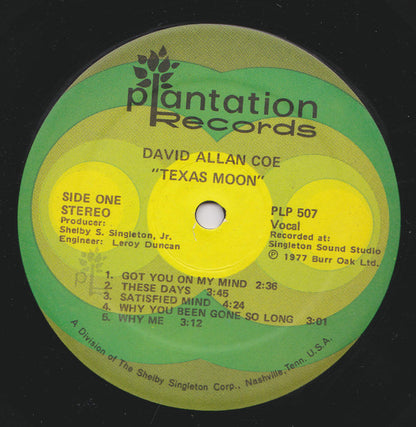 plantation
Records
DAVID ALLAN COE
"TEXAS MOON"
SIDE ONE
STEREO
Producer:
Shelby S. Singleton, Jr.
Engineer: Leroy Duncan
PLP 507
Vocal
Recorded at:
Singleton Sound Studio
℗ 1977 Burr Oak Ltd.
plantation
1. GOT YOU ON MY MIND 2:36
2. THESE DAYS 3:45
3. SATISFIED MIND 4:24
4. WHY YOU BEEN GONE SO LONG 3:01
5. WHY ME 3:12
A Division of The Shelby Singleton Corp., Nashville, Tenn. U.S.A.